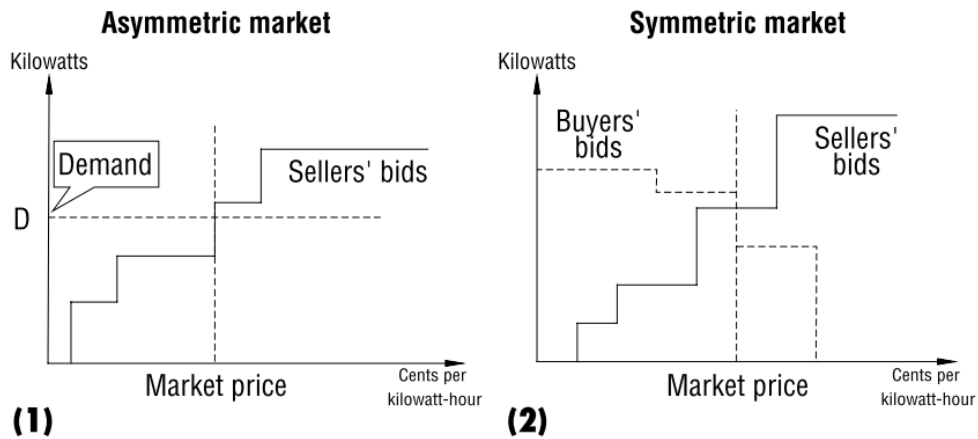 Asymmetric market
Kilowatts
Demand
D
Sellers' bids
Market price
Cents per
kilowatt-hour
(1)
Symmetric market
Kilowatts
Buyers'
bids
Sellers'
bids
Market price
Cents per
kilowatt-hour
(2)